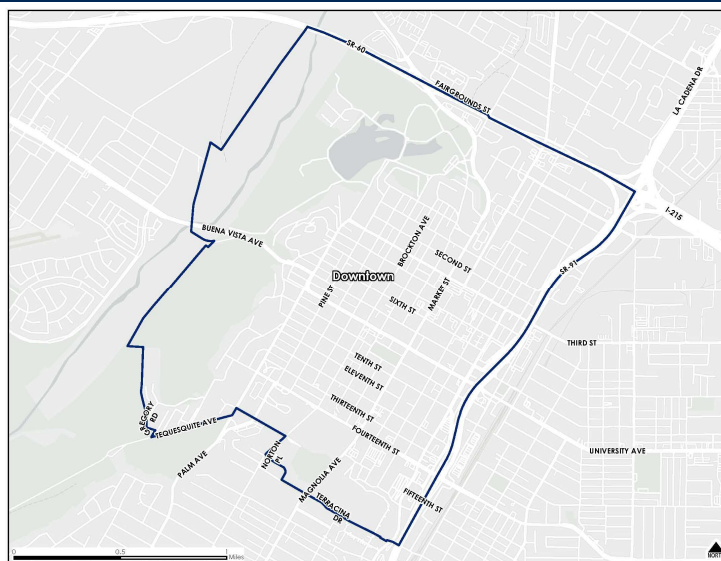 SR-60
FAIRGROUNDS ST
LA CADENA DR
I-215
BUENA VISTA AVE
BROCKTON AVE
SECOND ST
SR-91
Downtown
PINE ST
SIXTH ST
MARKET ST
THIRD ST
TENTH ST
ELEVENTH ST
THIRTEENTH ST
GREGORY RD
TEQUESQUITE AVE
FOURTEENTH ST
UNIVERSITY AVE
PALM AVE
NORTON PL
MAGNOLIA AVE
TERRACINA DR
FIFTEENTH ST
0 0.5 1
Miles
NORTH